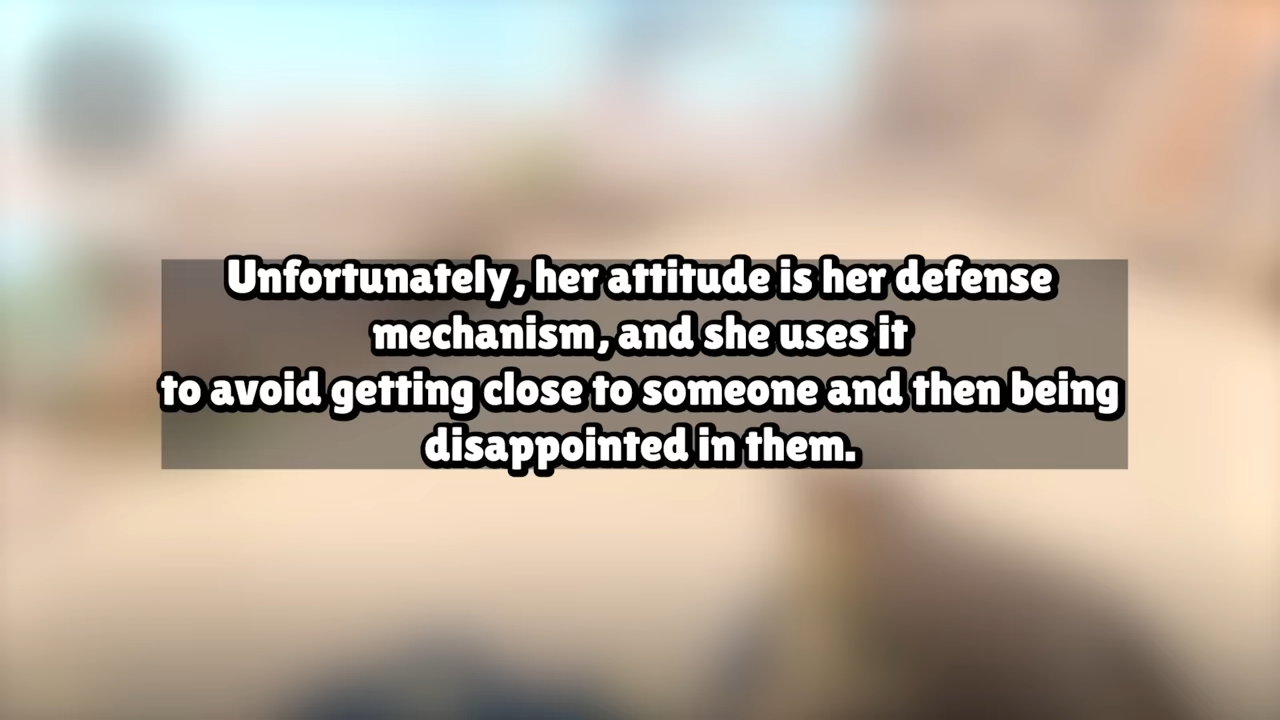 Unfortunately, her attitude is her defense
mechanism, and she uses it
to avoid getting close to someone and then being
disappointed in them.